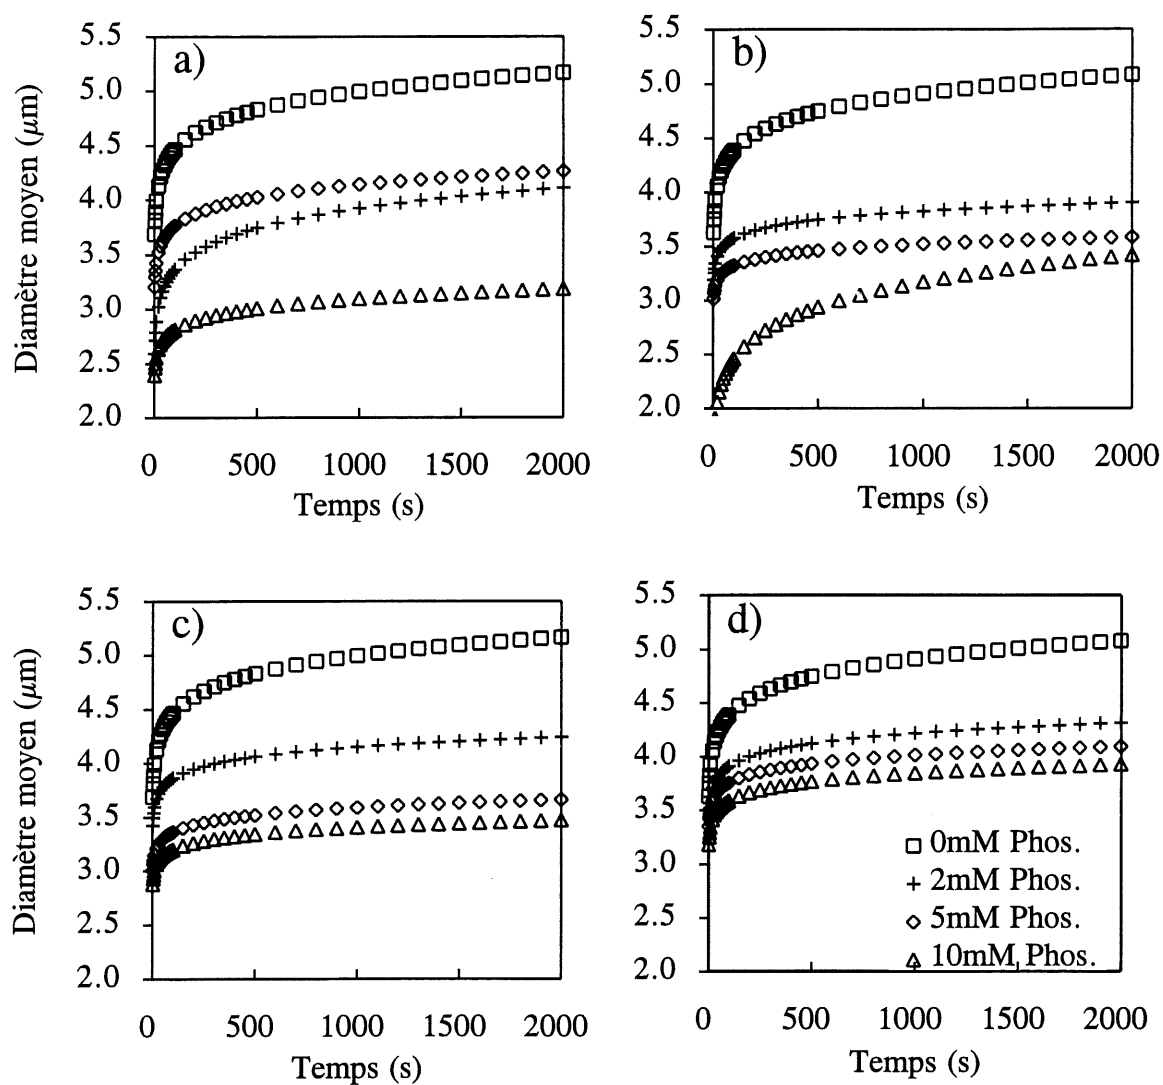 a)
5.5
5.0
4.5
4.0
3.5
3.0
2.5
2.0
Diamètre moyen (μm)
0 500 1000 1500 2000
Temps (s)
b)
5.5
5.0
4.5
4.0
3.5
3.0
2.5
2.0
0 500 1000 1500 2000
Temps (s)
c)
5.5
5.0
4.5
4.0
3.5
3.0
2.5
2.0
Diamètre moyen (μm)
0 500 1000 1500 2000
Temps (s)
d)
5.5
5.0
4.5
4.0
3.5
3.0
2.5
2.0
0mM Phos.
2mM Phos.
5mM Phos.
10mM Phos.
0 500 1000 1500 2000
Temps (s)